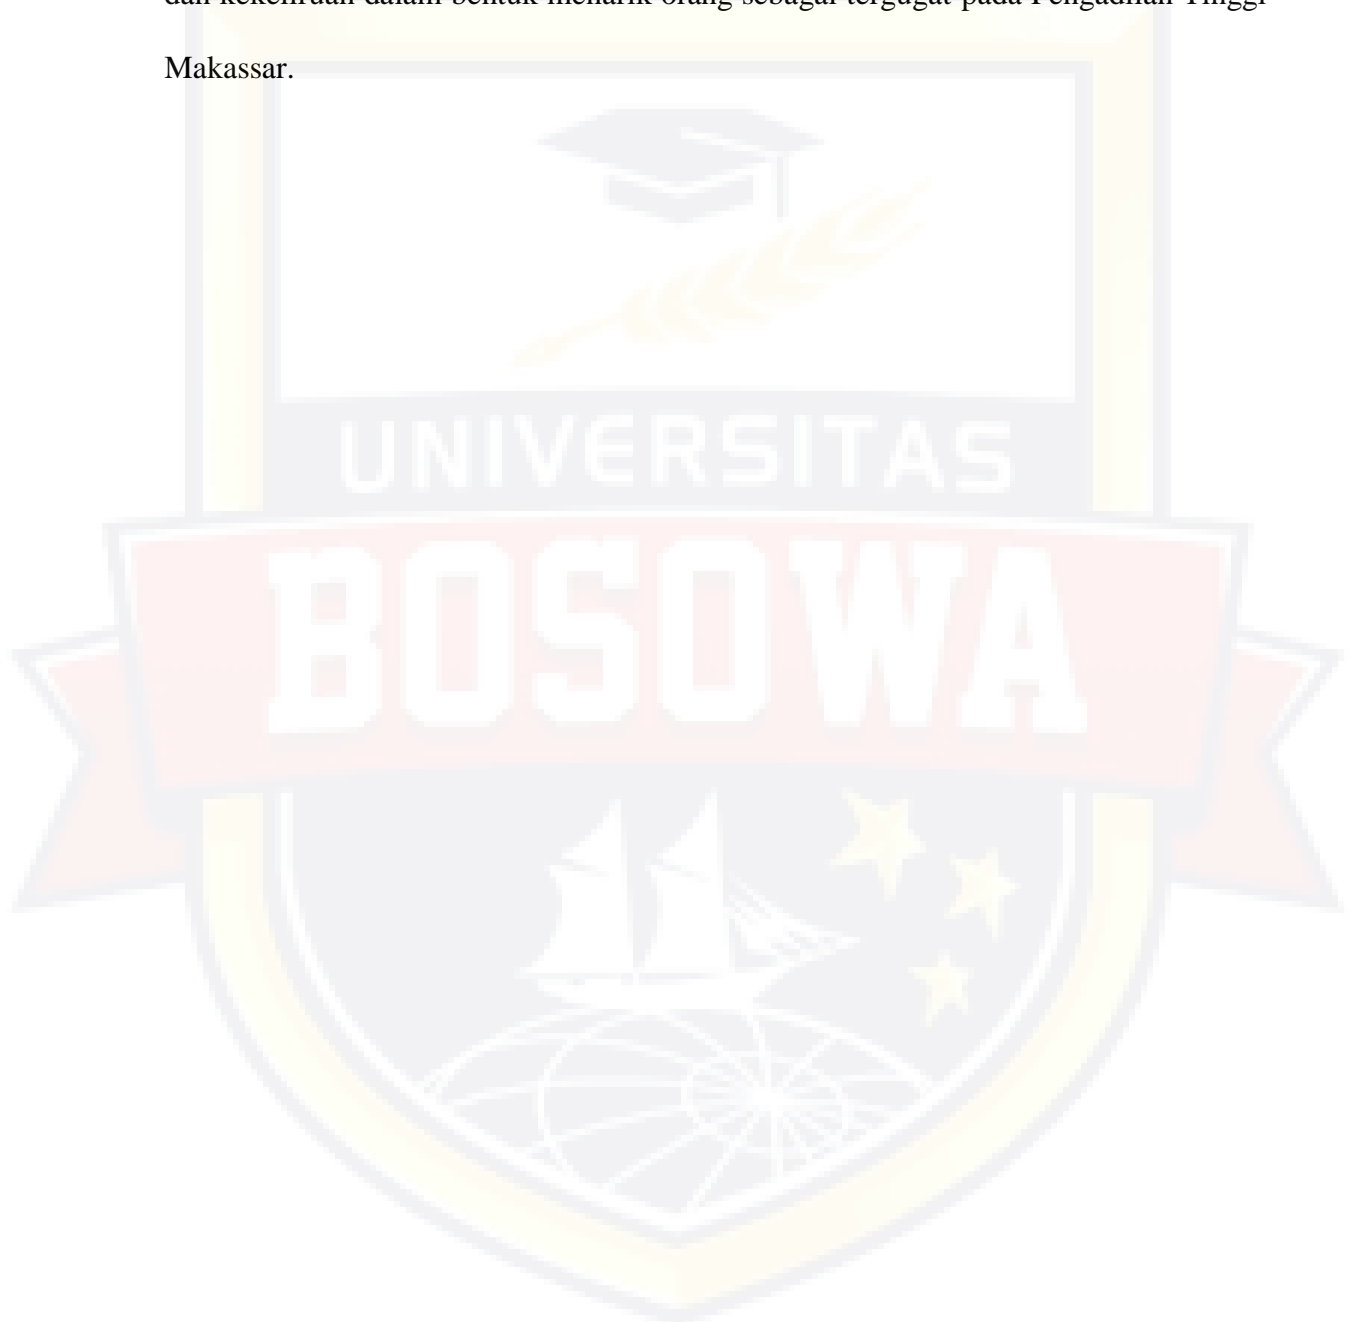 dan kekeliruan dalam bentuk menarik orang sebagai tergugat pada Pengadilan Tinggi
Makassar.
UNIVERSITAS
BOSOWA